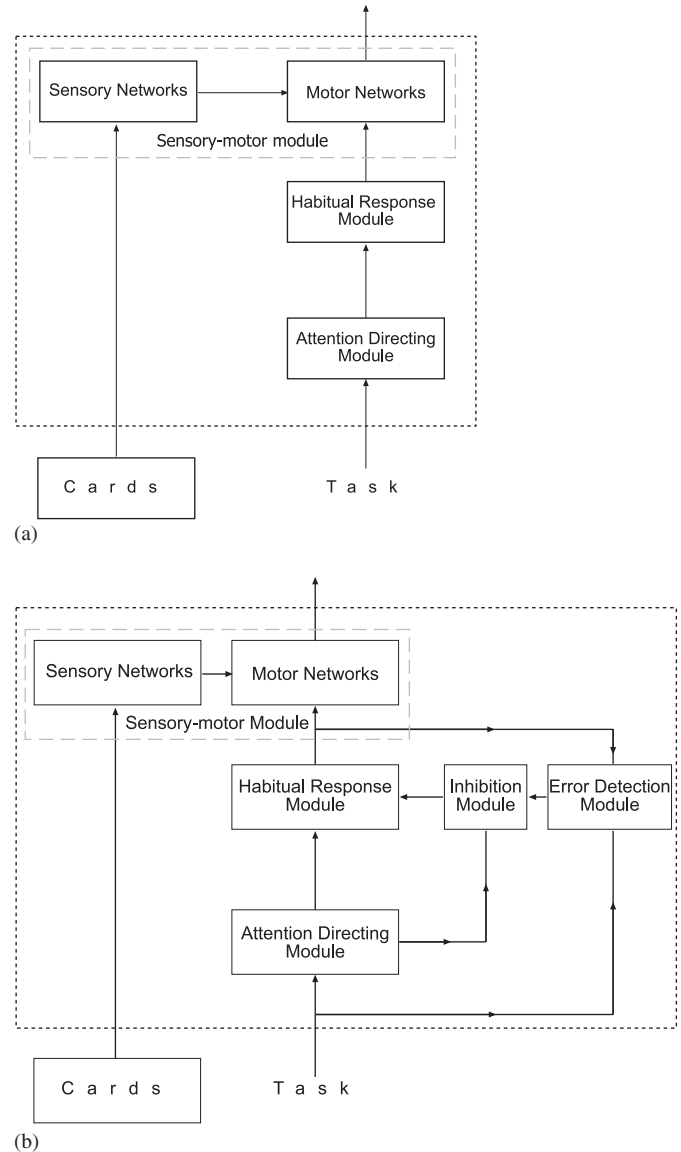 Sensory Networks
Motor Networks
Sensory-motor module
Habitual Response
Module
Attention Directing
Module
C a r d s
T a s k
(a)
Sensory Networks
Motor Networks
Sensory-motor Module
Habitual Response
Module
Inhibition
Module
Error Detection
Module
Attention Directing
Module
C a r d s
T a s k
(b)